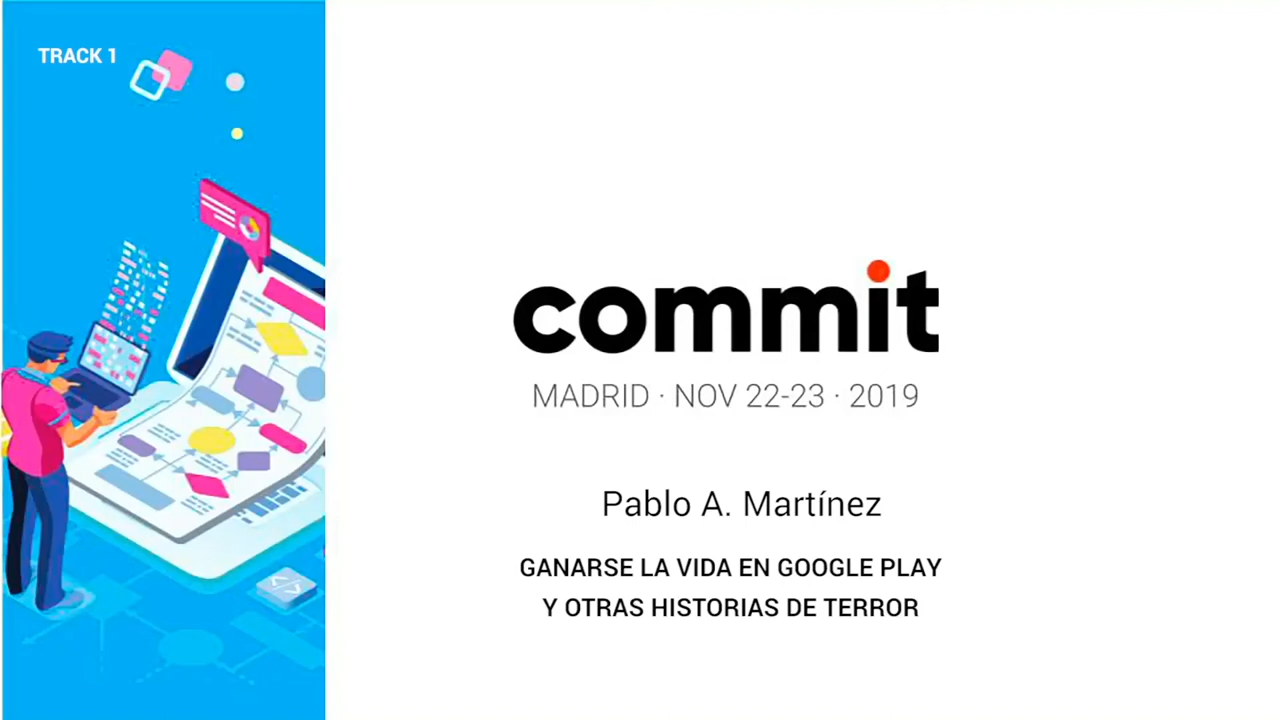 TRACK 1
commit
MADRID · NOV 22-23 · 2019
Pablo A. Martínez
GANARSE LA VIDA EN GOOGLE PLAY
Y OTRAS HISTORIAS DE TERROR